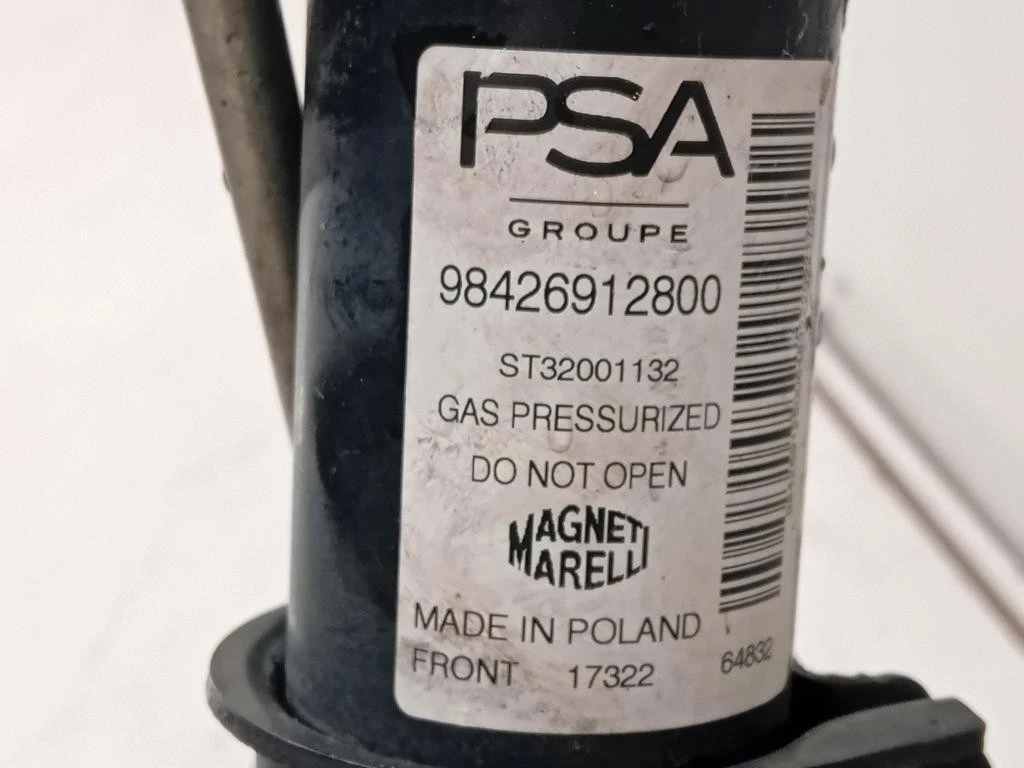 PSA
GROUPE
98426912800
ST32001132
GAS PRESSURIZED
DO NOT OPEN
MAGNETI
MARELLI
MADE IN POLAND
FRONT 17322 64832